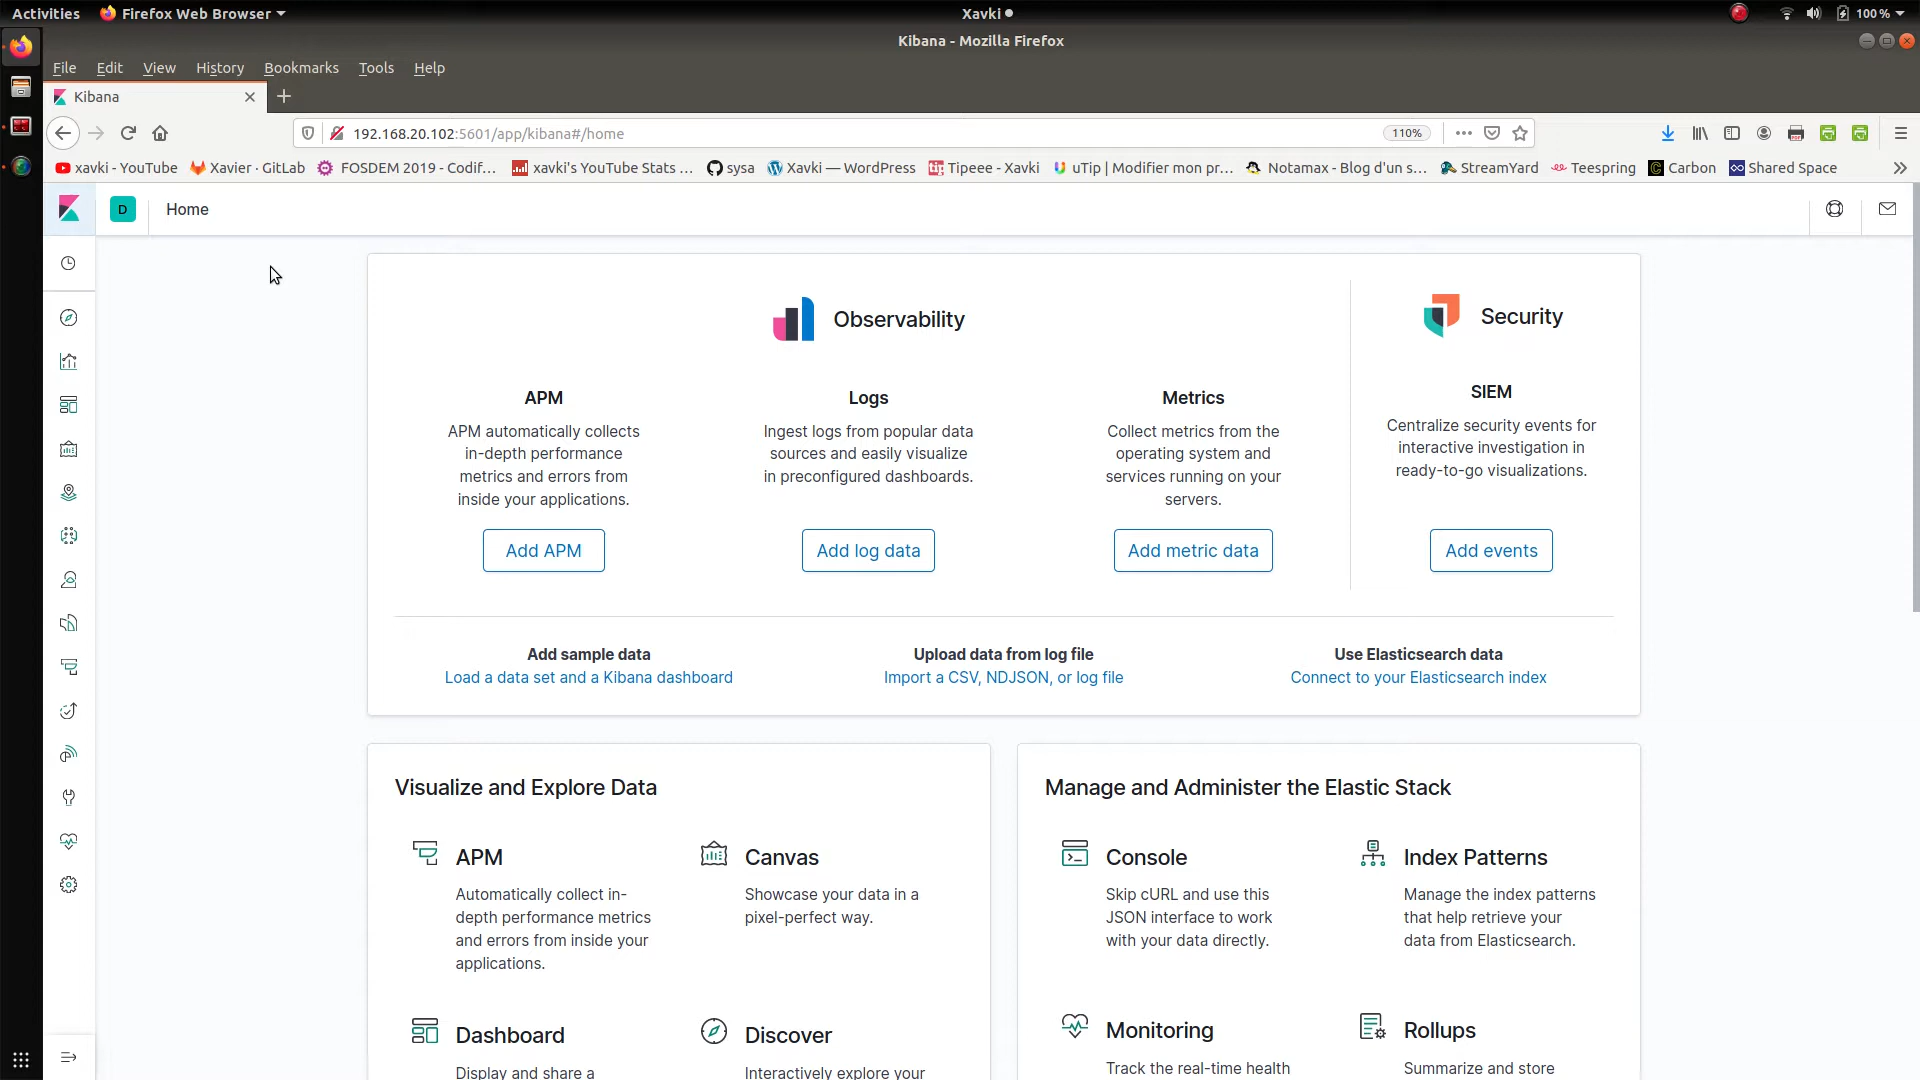 Activities
Firefox Web Browser
Xavki
100 %
Kibana - Mozilla Firefox
File Edit View History Bookmarks Tools Help
Kibana
192.168.20.102:5601/app/kibana#/home
110%
xavki - YouTube
Xavier · GitLab
FOSDEM 2019 - Codif...
xavki's YouTube Stats ...
sysa
Xavki — WordPress
Tipeee - Xavki
uTip | Modifier mon pr...
Notamax - Blog d'un s...
StreamYard
Teespring
Carbon
Shared Space
D
Home
Observability
Security
APM
APM automatically collects
in-depth performance
metrics and errors from
inside your applications.
Add APM
Logs
Ingest logs from popular data
sources and easily visualize
in preconfigured dashboards.
Add log data
Metrics
Collect metrics from the
operating system and
services running on your
servers.
Add metric data
SIEM
Centralize security events for
interactive investigation in
ready-to-go visualizations.
Add events
Add sample data
Load a data set and a Kibana dashboard
Upload data from log file
Import a CSV, NDJSON, or log file
Use Elasticsearch data
Connect to your Elasticsearch index
Visualize and Explore Data
APM
Automatically collect in-
depth performance metrics
and errors from inside your
applications.
Canvas
Showcase your data in a
pixel-perfect way.
Dashboard
Display and share a
Discover
Interactively explore your
Manage and Administer the Elastic Stack
Console
Skip cURL and use this
JSON interface to work
with your data directly.
Index Patterns
Manage the index patterns
that help retrieve your
data from Elasticsearch.
Monitoring
Track the real-time health
Rollups
Summarize and store